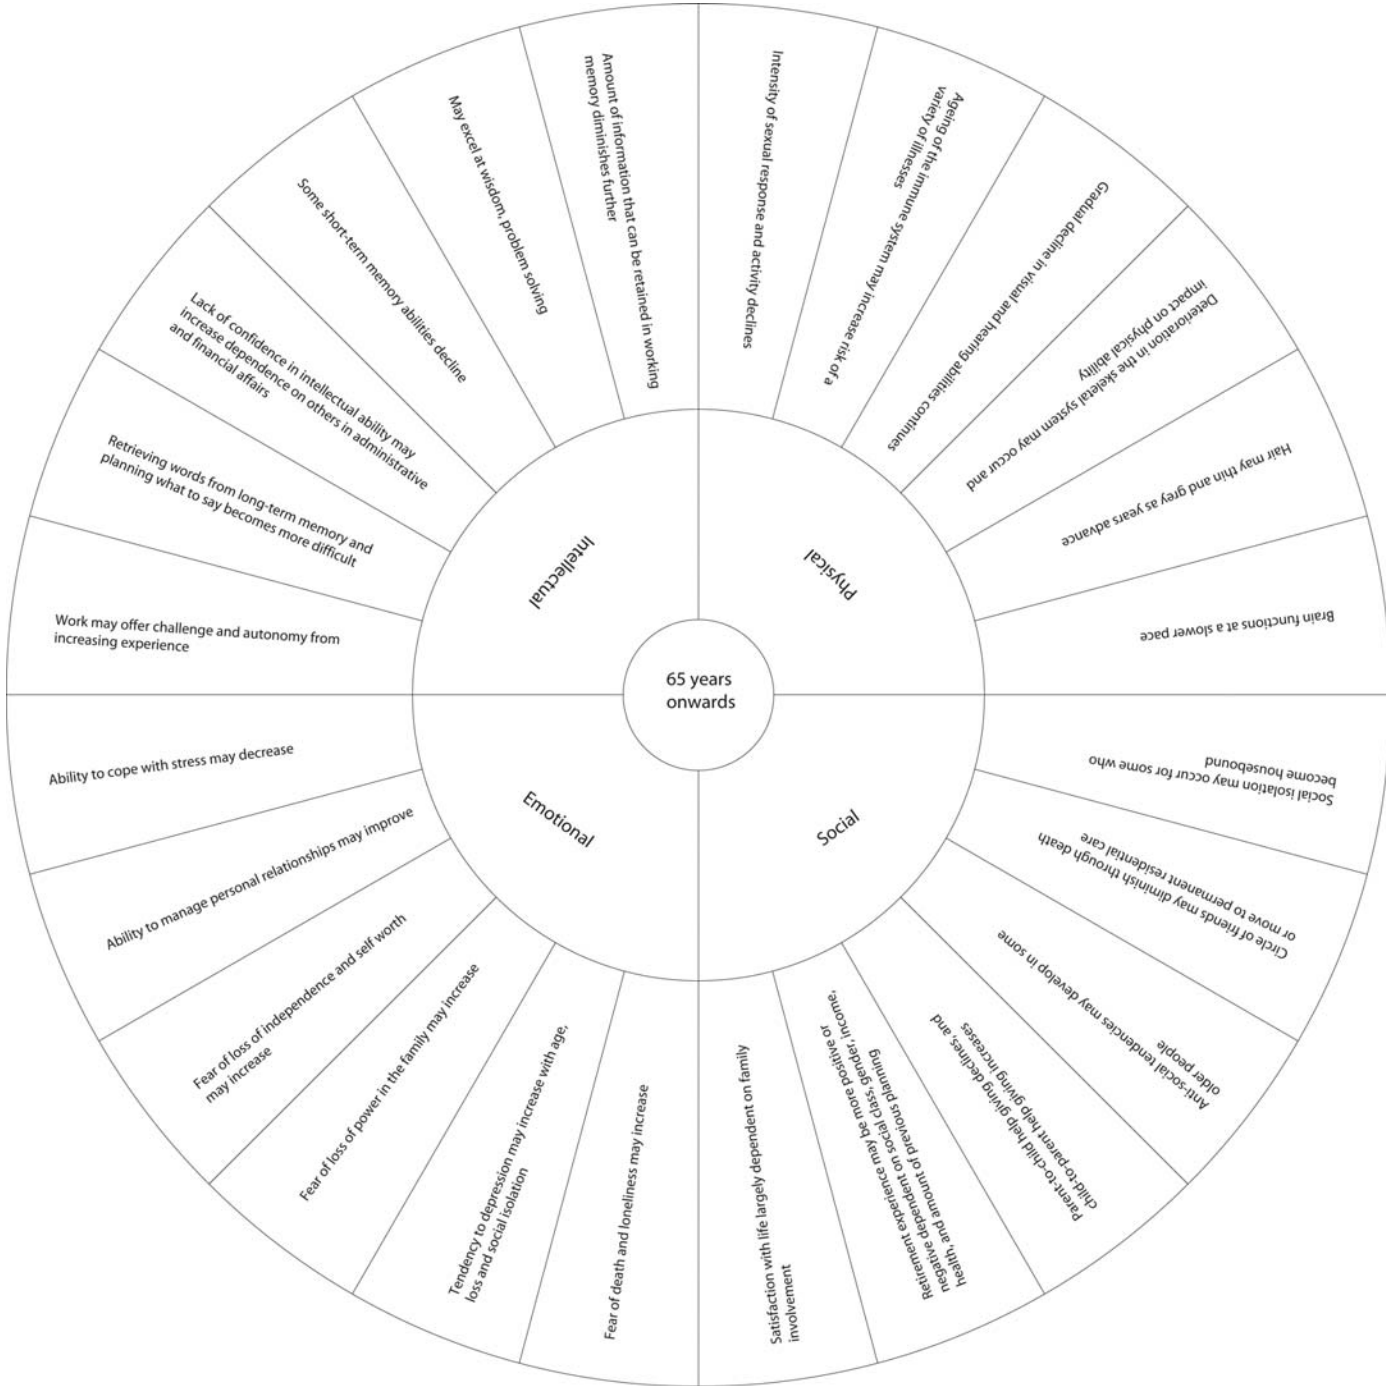 65 years
onwards
Physical
Intensity of sexual response and activity declines
Ageing of the immune system may increase risk of a
variety of illnesses
Gradual decline in visual and hearing abilities continues
Deterioration in the skeletal system may occur and
impact on physical ability
Hair may thin and grey as years advance
Brain functions at a slower pace
Social
Social isolation may occur for some who
become housebound
Circle of friends may diminish through death
or move to permanent residential care
Anti-social tendencies may develop in some
older people
Parent-to-child help giving declines, and
child-to-parent help giving increases
Retirement experience may be more positive or
negative dependent on social class, gender, income,
health, and amount of previous planning
Satisfaction with life largely dependent on family
involvement
Emotional
Fear of death and loneliness may increase
Tendency to depression may increase with age,
loss and social isolation
Fear of loss of power in the family may increase
Fear of loss of independence and self worth
may increase
Ability to manage personal relationships may improve
Ability to cope with stress may decrease
Intellectual
Work may offer challenge and autonomy from
increasing experience
Retrieving words from long-term memory and
planning what to say becomes more difficult
Lack of confidence in intellectual ability may
increase dependence on others in administrative
and financial affairs
Some short-term memory abilities decline
May excel at wisdom, problem solving
Amount of information that can be retained in working
memory diminishes further